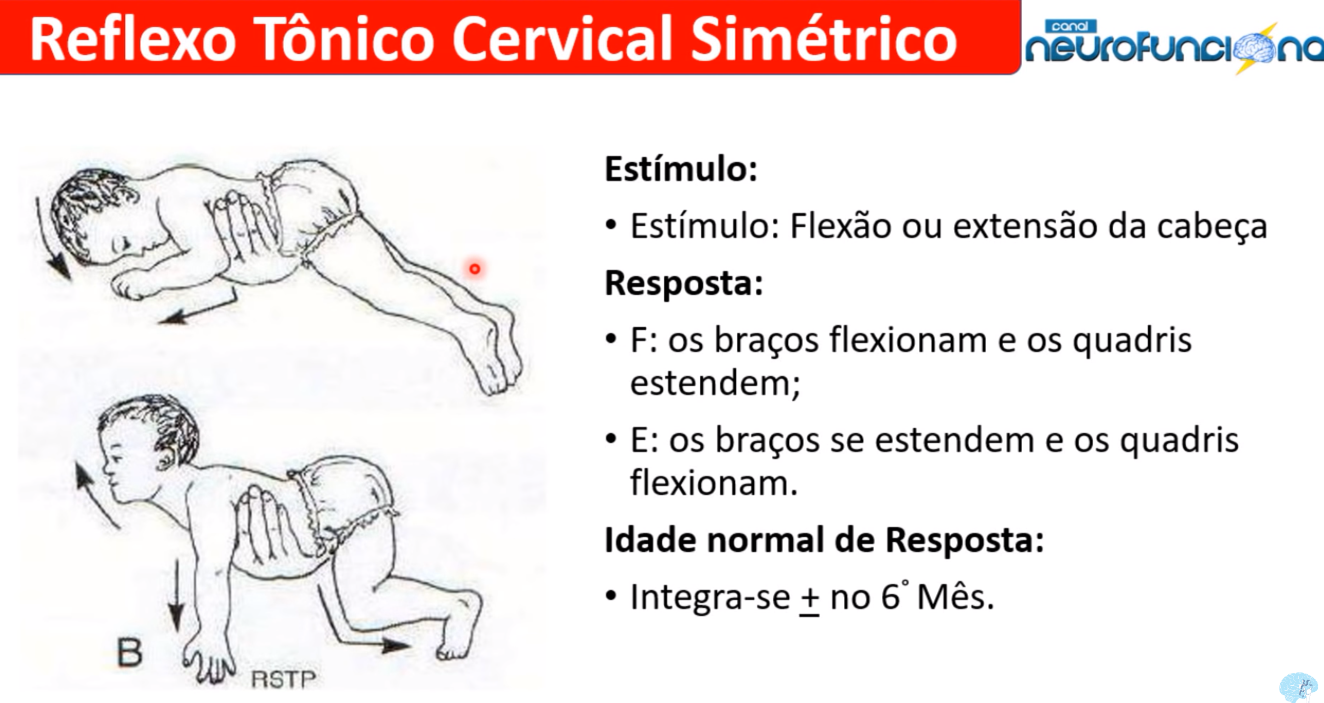 Reflexo Tônico Cervical Simétrico
canal
neurofunciona
Estímulo:
• Estímulo: Flexão ou extensão da cabeça
Resposta:
• F: os braços flexionam e os quadris
estendem;
• E: os braços se estendem e os quadris
flexionam.
Idade normal de Resposta:
• Integra-se ± no 6° Mês.
B
RSTP